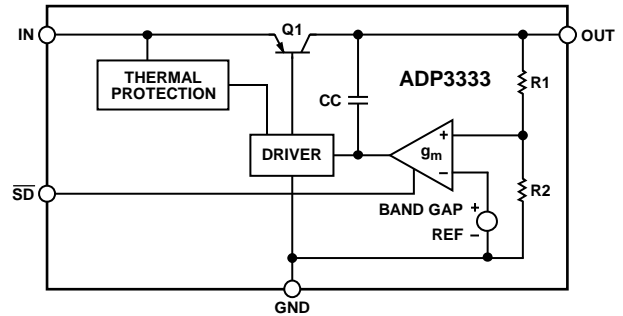 Q1
IN
OUT
THERMAL
PROTECTION
CC
ADP3333
R1
DRIVER
+
gm
–
SD
R2
BAND GAP +
REF –
GND